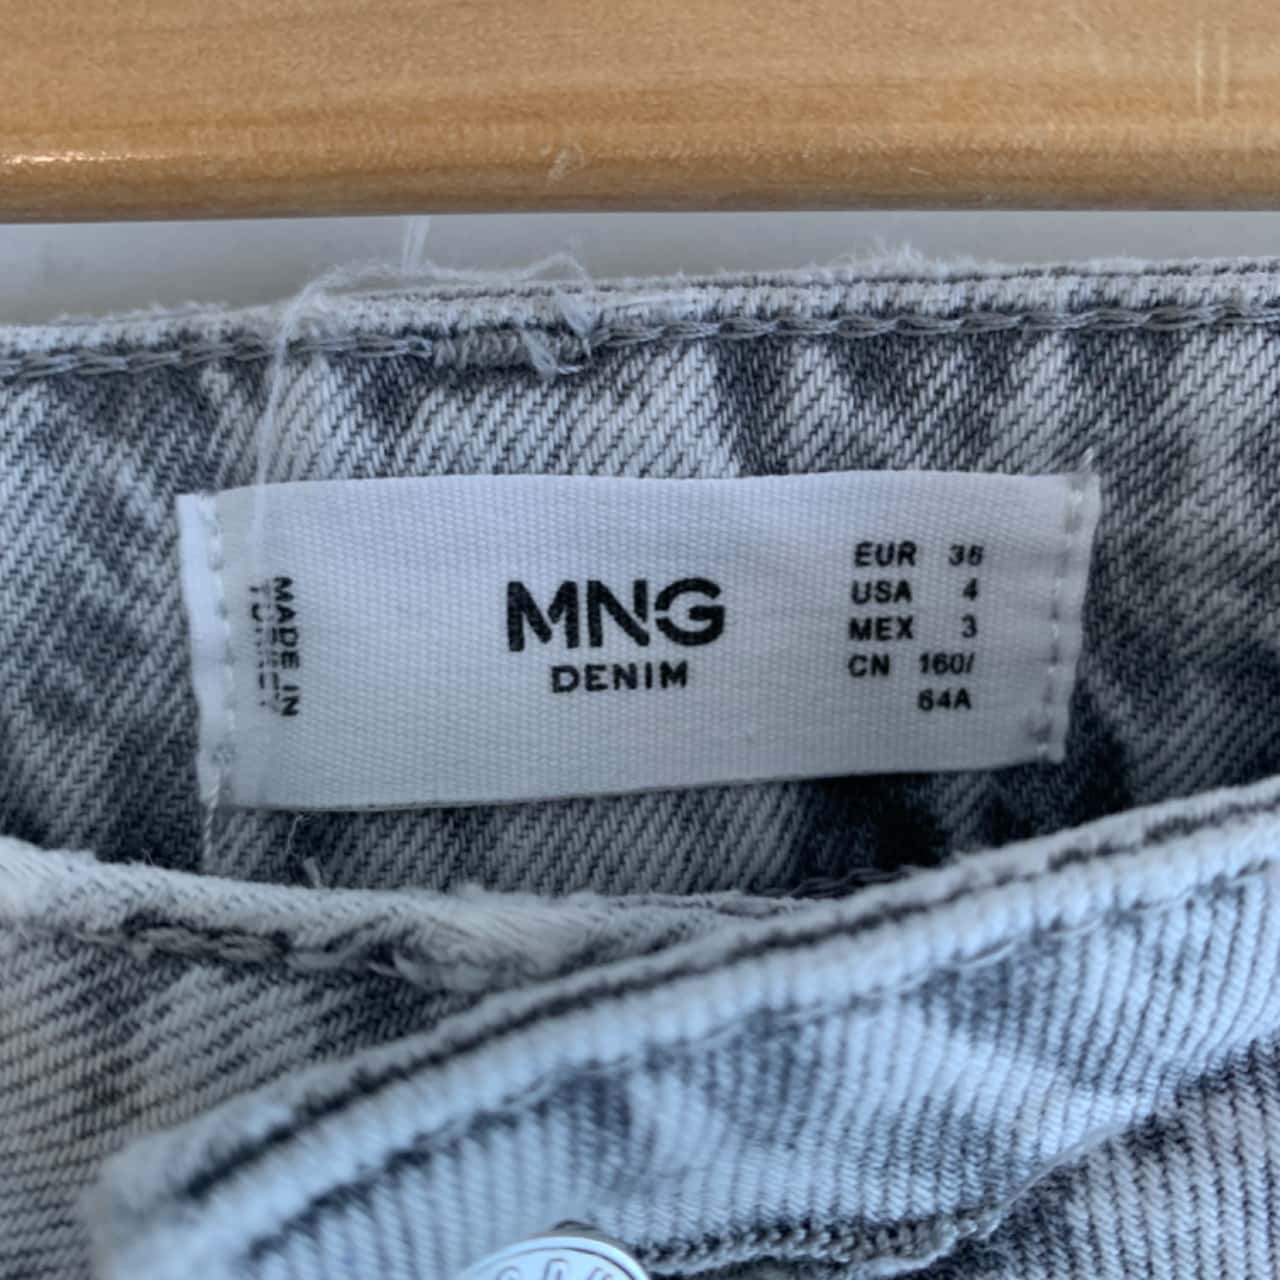 MADE IN
MNG
DENIM
EUR 36
USA 4
MEX 3
CN 160/
64A